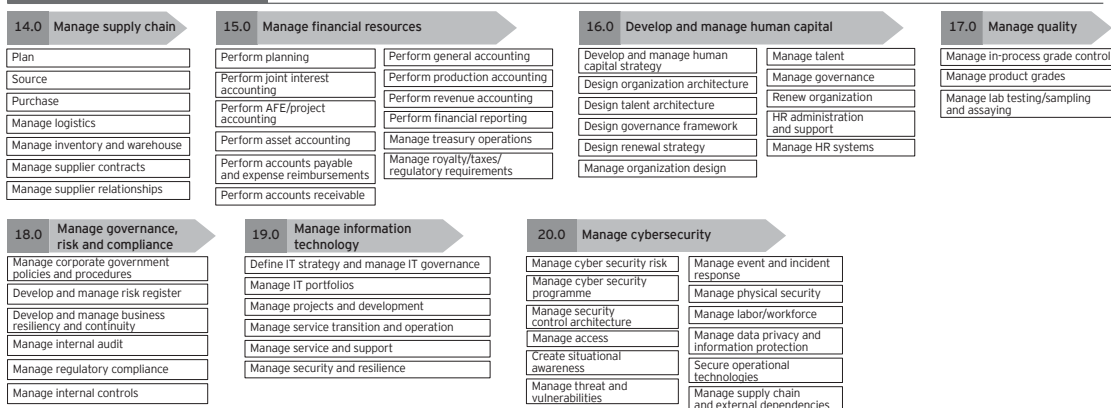 14.0 Manage supply chain
Plan
Source
Purchase
Manage logistics
Manage inventory and warehouse
Manage supplier contracts
Manage supplier relationships
15.0 Manage financial resources
Perform planning
Perform joint interest
accounting
Perform AFE/project
accounting
Perform asset accounting
Perform accounts payable
and expense reimbursements
Perform accounts receivable
Perform general accounting
Perform production accounting
Perform revenue accounting
Perform financial reporting
Manage treasury operations
Manage royalty/taxes/
regulatory requirements
16.0 Develop and manage human capital
Develop and manage human
capital strategy
Design organization architecture
Design talent architecture
Design governance framework
Design renewal strategy
Manage organization design
Manage talent
Manage governance
Renew organization
HR administration
and support
Manage HR systems
17.0 Manage quality
Manage in-process grade control
Manage product grades
Manage lab testing/sampling
and assaying
18.0 Manage governance,
risk and compliance
Manage corporate government
policies and procedures
Develop and manage risk register
Develop and manage business
resiliency and continuity
Manage internal audit
Manage regulatory compliance
Manage internal controls
19.0 Manage information
technology
Define IT strategy and manage IT governance
Manage IT portfolios
Manage projects and development
Manage service transition and operation
Manage service and support
Manage security and resilience
20.0 Manage cybersecurity
Manage cyber security risk
Manage cyber security
programme
Manage security
control architecture
Manage access
Create situational
awareness
Manage threat and
vulnerabilities
Manage event and incident
response
Manage physical security
Manage labor/workforce
Manage data privacy and
information protection
Secure operational
technologies
Manage supply chain
and external dependencies